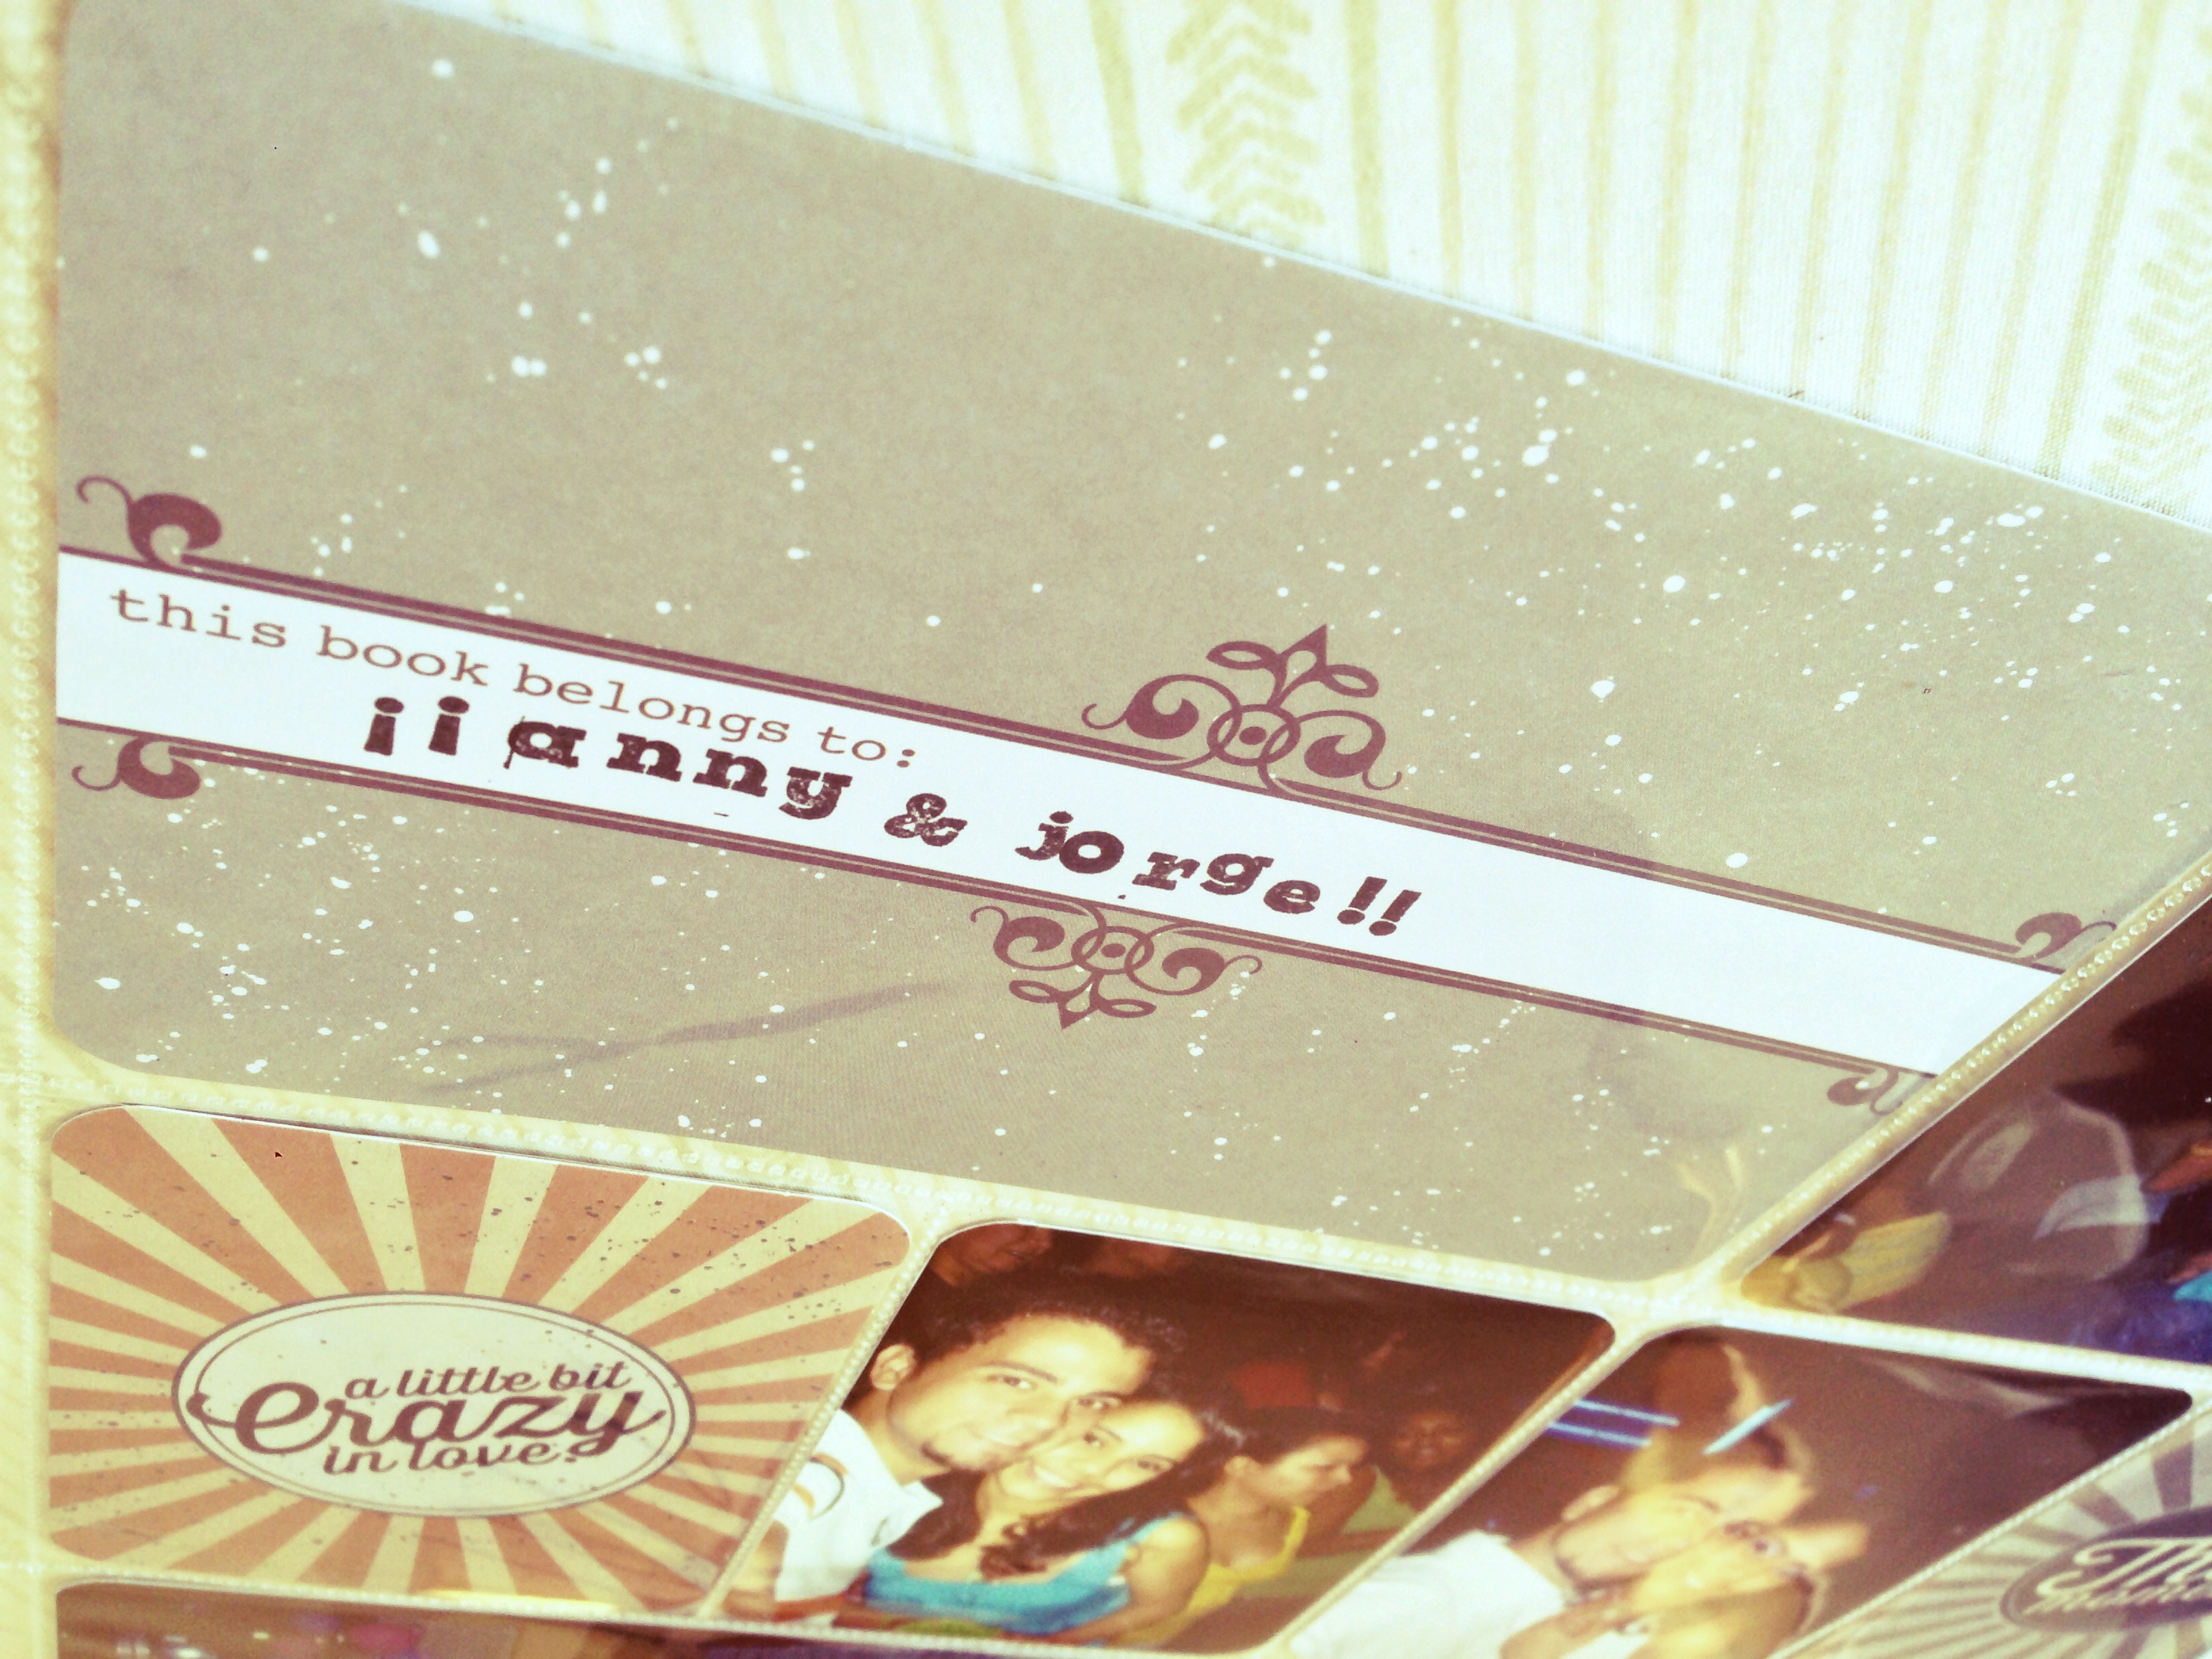 this book belongs to:
¡¡anny & jorge!!
a little bit
crazy
in love.